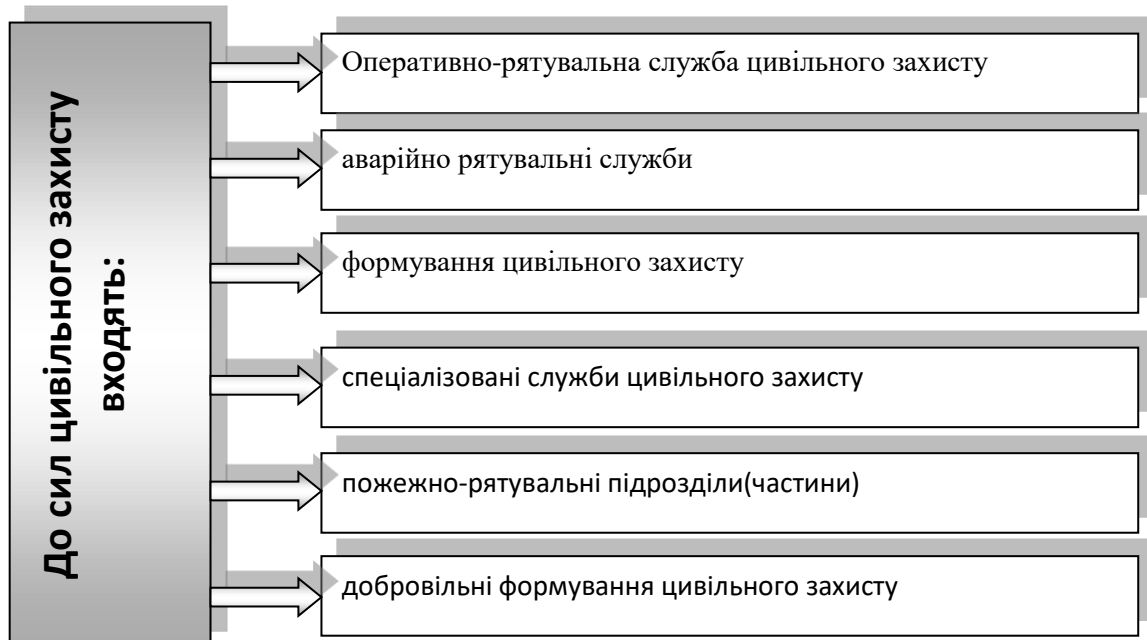 До сил цивільного захисту
входять:
Оперативно-рятувальна служба цивільного захисту
аварійно рятувальні служби
формування цивільного захисту
спеціалізовані служби цивільного захисту
пожежно-рятувальні підрозділи(частини)
добровільні формування цивільного захисту